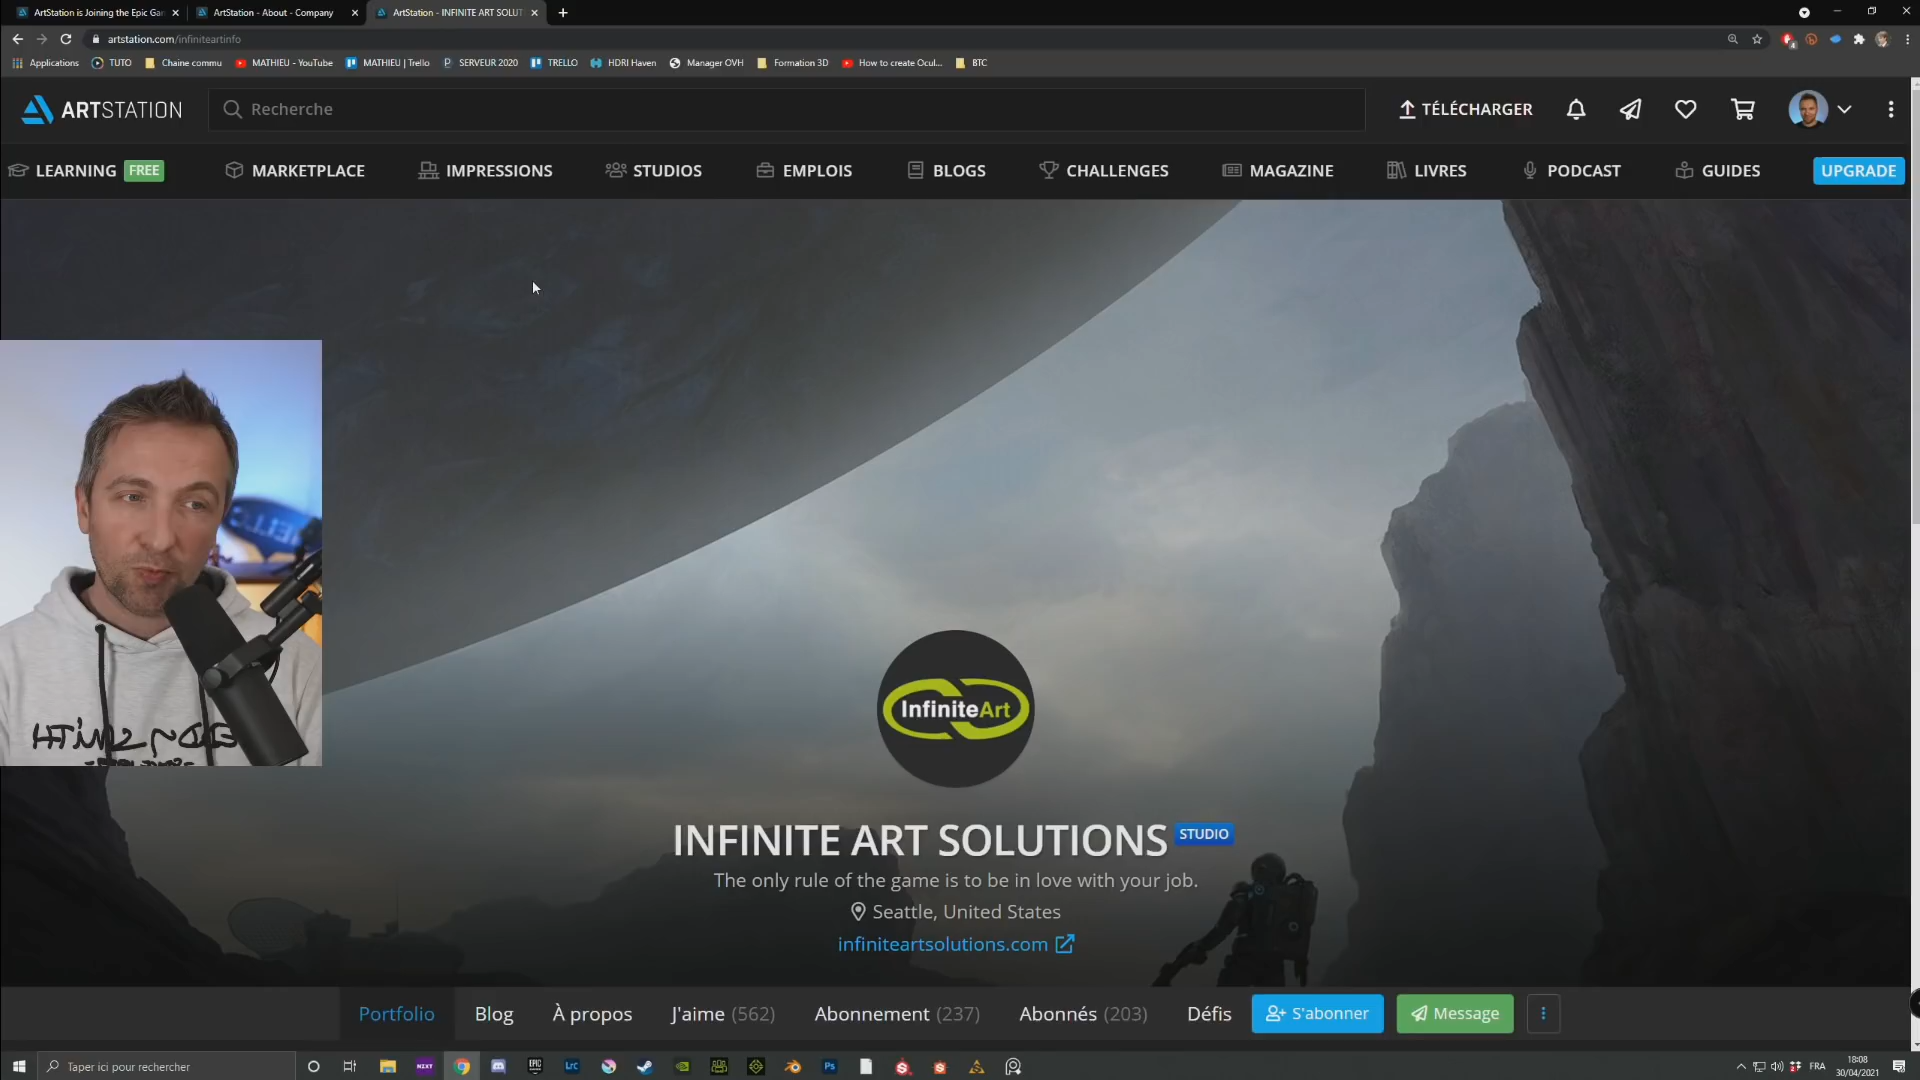 ArtStation is Joining the Epic Gam
ArtStation - About - Company
ArtStation - INFINITE ART SOLUT
artstation.com/infiniteartinfo
Applications
TUTO
Chaine commu
MATHIEU - YouTube
MATHIEU | Trello
SERVEUR 2020
TRELLO
HDRI Haven
Manager OVH
Formation 3D
How to create Ocul...
BTC
ARTSTATION
Recherche
TÉLÉCHARGER
LEARNING FREE
MARKETPLACE
IMPRESSIONS
STUDIOS
EMPLOIS
BLOGS
CHALLENGES
MAGAZINE
LIVRES
PODCAST
GUIDES
UPGRADE
InfiniteArt
INFINITE ART SOLUTIONS STUDIO
The only rule of the game is to be in love with your job.
Seattle, United States
infiniteartsolutions.com
Portfolio
Blog
À propos
J'aime (562)
Abonnement (237)
Abonnés (203)
Défis
S'abonner
Message
Taper ici pour rechercher
NZXT
EPIC
Lrc
Ps
FRA
18:08
30/04/2021